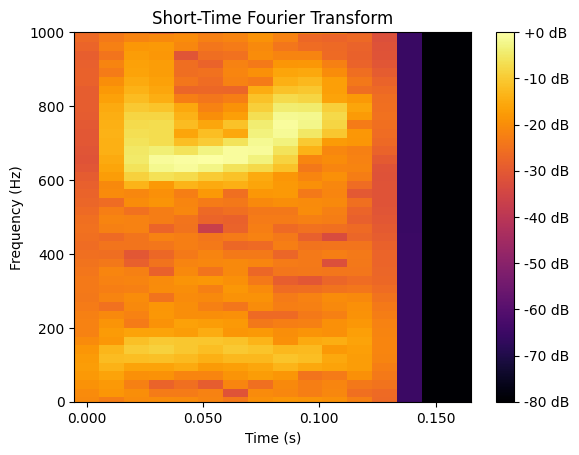 Short-Time Fourier Transform
1000
800
600
400
200
0
Frequency (Hz)
0.000
0.050
0.100
0.150
Time (s)
+0 dB
-10 dB
-20 dB
-30 dB
-40 dB
-50 dB
-60 dB
-70 dB
-80 dB